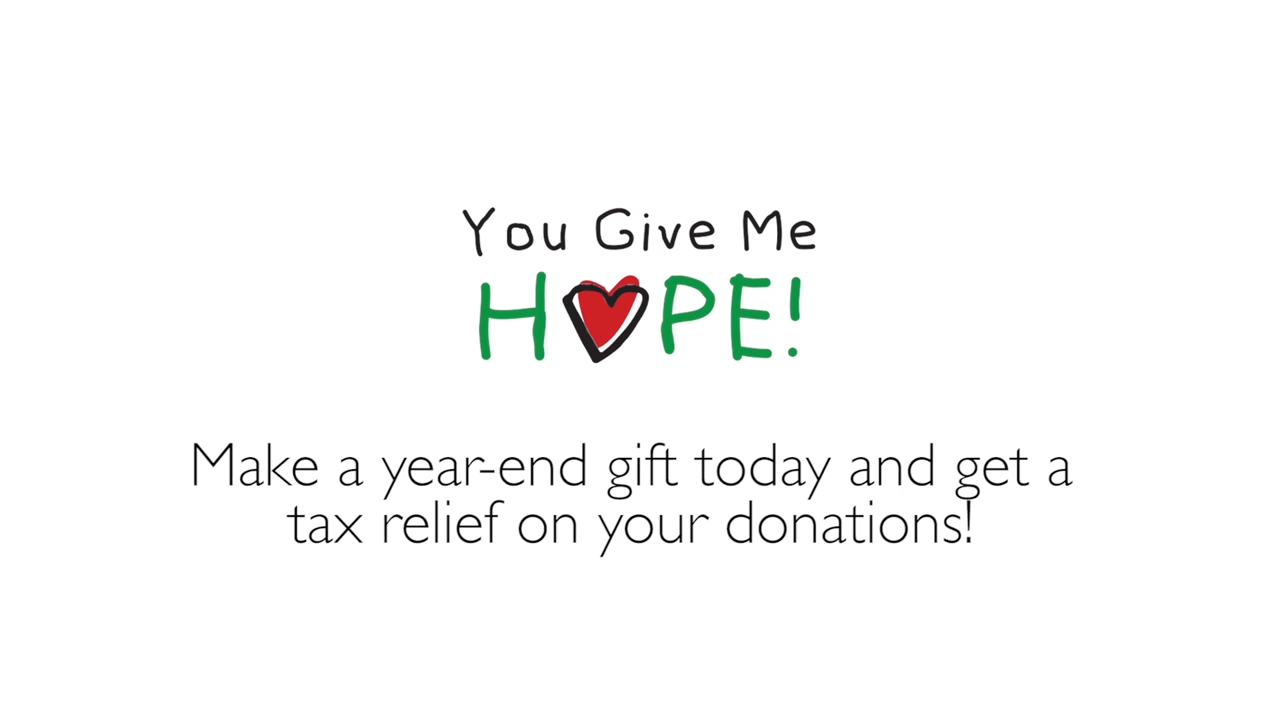 You Give Me
HOPE!
Make a year-end gift today and get a
tax relief on your donations!